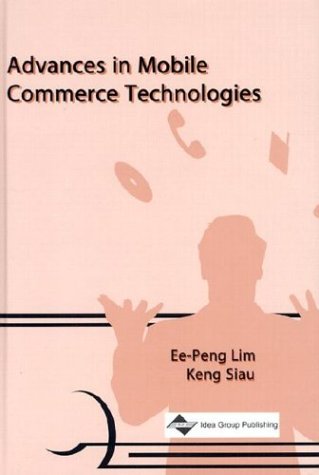 Advances in Mobile
Commerce Technologies
Ee-Peng Lim
Keng Siau
Idea Group Publishing